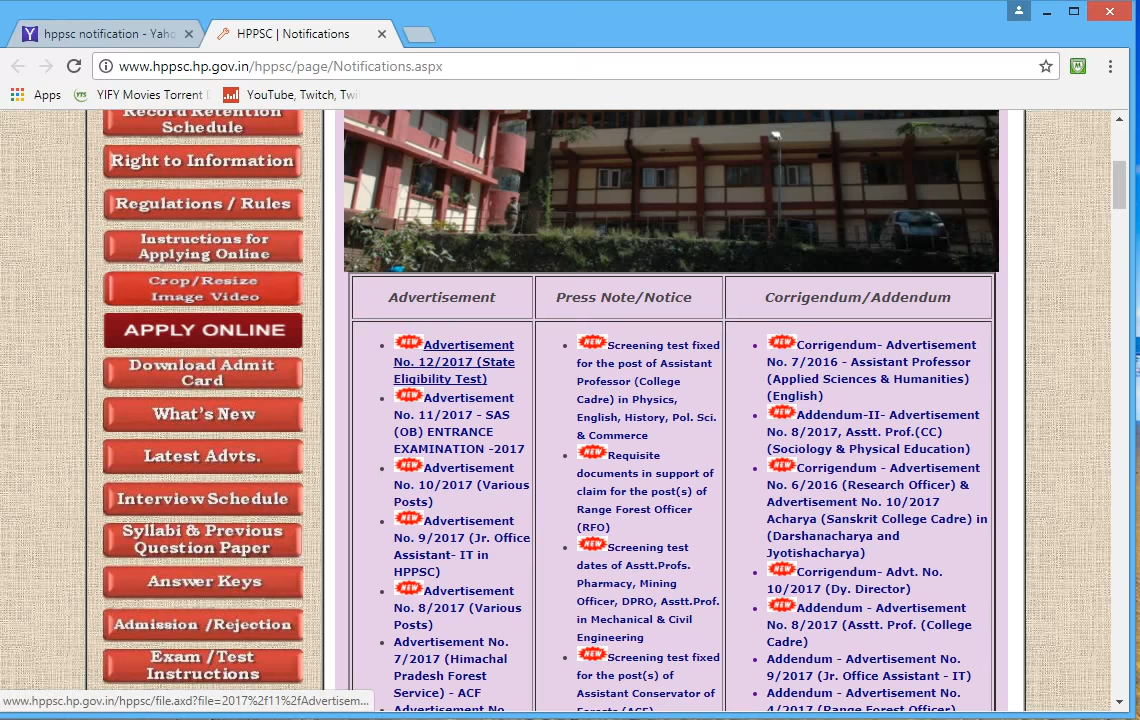 hppsc notification - Yaho
HPPSC | Notifications
www.hppsc.hp.gov.in/hppsc/page/Notifications.aspx
Apps
YIFY Movies Torrent
YouTube, Twitch, Twi
Record Retention
Schedule
Right to Information
Regulations / Rules
Instructions for
Applying Online
Crop/Resize
Image Video
APPLY ONLINE
Download Admit
Card
What's New
Latest Advts.
Interview Schedule
Syllabi & Previous
Question Paper
Answer Keys
Admission /Rejection
Exam /Test
Instructions
Advertisement
NEW Advertisement
No. 12/2017 (State
Eligibility Test)
NEW Advertisement
No. 11/2017 - SAS
(OB) ENTRANCE
EXAMINATION -2017
NEW Advertisement
No. 10/2017 (Various
Posts)
NEW Advertisement
No. 9/2017 (Jr. Office
Assistant- IT in
HPPSC)
NEW Advertisement
No. 8/2017 (Various
Posts)
Advertisement No.
7/2017 (Himachal
Pradesh Forest
Service) - ACF
Advertisement No.
Press Note/Notice
NEW Screening test fixed
for the post of Assistant
Professor (College
Cadre) in Physics,
English, History, Pol. Sci.
& Commerce
NEW Requisite
documents in support of
claim for the post(s) of
Range Forest Officer
(RFO)
NEW Screening test
dates of Asstt.Profs.
Pharmacy, Mining
Officer, DPRO, Asstt.Prof.
in Mechanical & Civil
Engineering
NEW Screening test fixed
for the post(s) of
Assistant Conservator of
Forests (ACF)
Corrigendum/Addendum
NEW Corrigendum- Advertisement
No. 7/2016 - Assistant Professor
(Applied Sciences & Humanities)
(English)
NEW Addendum-II- Advertisement
No. 8/2017, Asstt. Prof.(CC)
(Sociology & Physical Education)
NEW Corrigendum - Advertisement
No. 6/2016 (Research Officer) &
Advertisement No. 10/2017
Acharya (Sanskrit College Cadre) in
(Darshanacharya and
Jyotishacharya)
NEW Corrigendum- Advt. No.
10/2017 (Dy. Director)
NEW Addendum - Advertisement
No. 8/2017 (Asstt. Prof. (College
Cadre)
Addendum - Advertisement No.
9/2017 (Jr. Office Assistant - IT)
Addendum - Advertisement No.
4/2017 (Range Forest Officer)
www.hppsc.hp.gov.in/hppsc/file.axd?file=2017%2f11%2fAdvertisem...